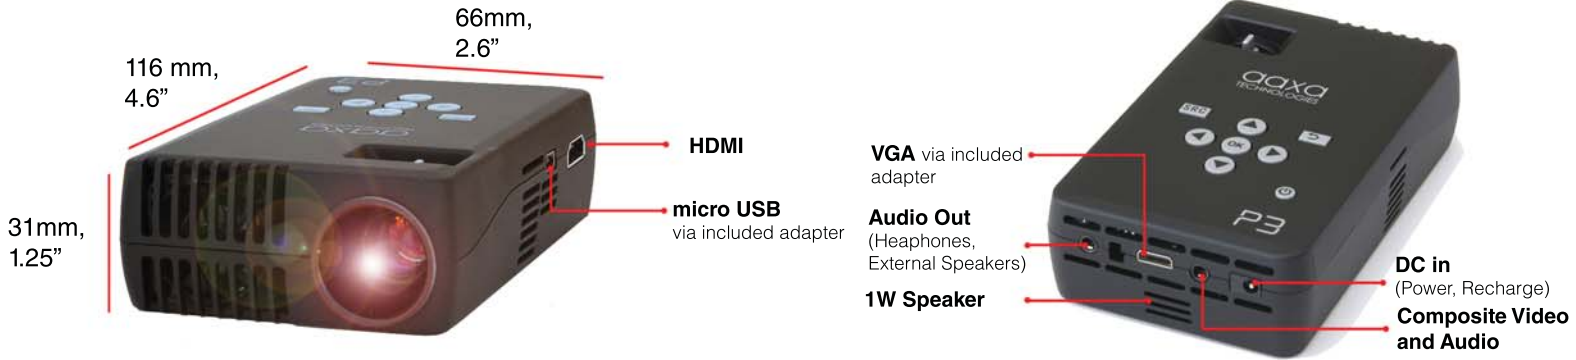 66mm,
2.6”
116 mm,
4.6”
31mm,
1.25”
HDMI
micro USB
via included adapter
aaxa
aaxa
TECHNOLOGIES
SRC
OK
P3
VGA via included
adapter
Audio Out
(Heaphones,
External Speakers)
1W Speaker
DC in
(Power, Recharge)
Composite Video
and Audio